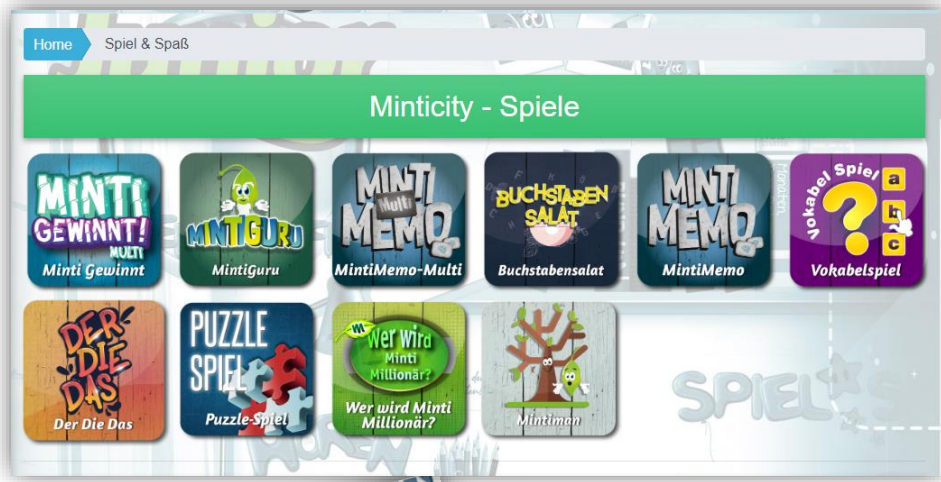 Home Spiel & Spaß
Minticity - Spiele
MINTI
GEWINNT!
MULTI
Minti Gewinnt
MINTIGURU
MintiGuru
MINTI
Multi
MEMO
MintiMemo-Multi
BUCHSTABEN
SALAT
Buchstabensalat
MINTI
MEMO
MintiMemo
Vokabel Spiel
?
a
b
c
Vokabelspiel
DER
DIE
DAS
Der Die Das
PUZZLE
SPIEL
Puzzle-Spiel
m
Wer wird
Minti
Millionär?
Wer wird Minti
Millionär?
Mintiman
SPIEL
HÖREN